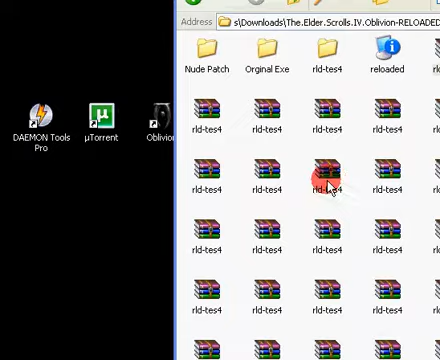 Address s\Downloads\The.Elder.Scrolls.IV.Oblivion-RELOADED
Nude Patch Orginal Exe rld-tes4 reloaded
DAEMON Tools Pro
µTorrent
Oblivion
rld-tes4 rld-tes4 rld-tes4 rld-tes4
rld-tes4 rld-tes4 rld-tes4 rld-tes4
rld-tes4 rld-tes4 rld-tes4 rld-tes4
rld-tes4 rld-tes4 rld-tes4 rld-tes4